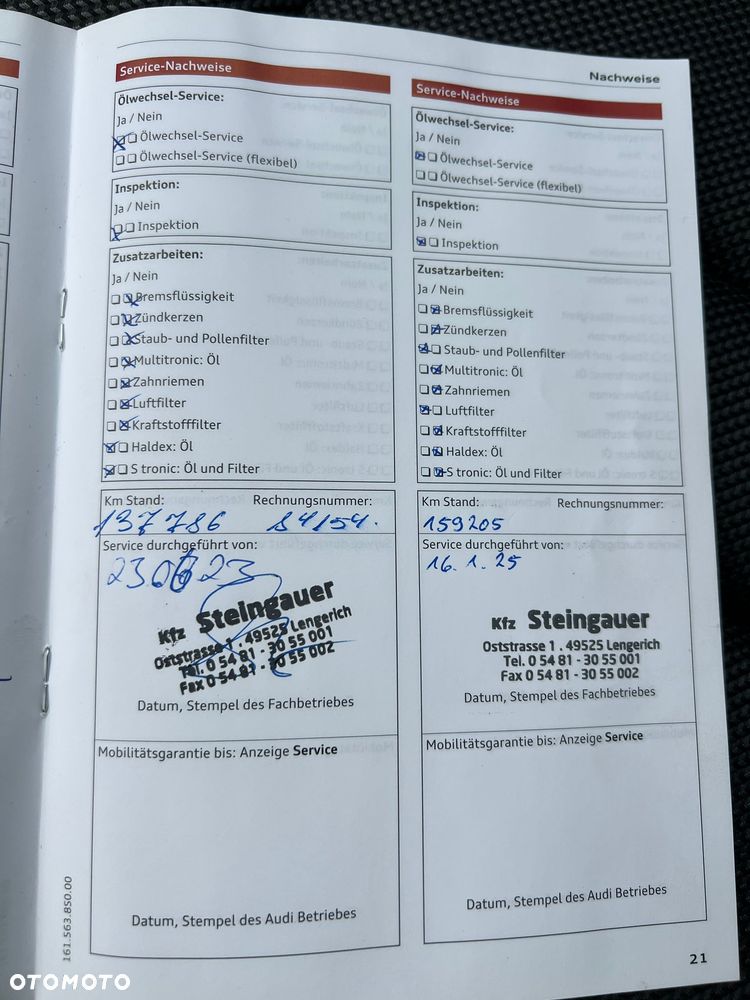 Nachweise
Service-Nachweise
Ölwechsel-Service:
Ja / Nein
Ölwechsel-Service
Ölwechsel-Service (flexibel)
Inspektion:
Ja / Nein
Inspektion
Zusatzarbeiten:
Ja / Nein
Bremsflüssigkeit
Zündkerzen
Staub- und Pollenfilter
Multitronic: Öl
Zahnriemen
Luftfilter
Kraftstofffilter
Haldex: Öl
S tronic: Öl und Filter
Km Stand: Rechnungsnummer:
137 786 84154.
Service durchgeführt von:
230623
Kfz Steingauer
Oststrasse 1 . 49525 Lengerich
Tel. 0 54 81 - 30 55 001
Fax 0 54 81 - 30 55 002
Datum, Stempel des Fachbetriebes
Mobilitätsgarantie bis: Anzeige Service
Datum, Stempel des Audi Betriebes
Service-Nachweise
Ölwechsel-Service:
Ja / Nein
Ölwechsel-Service
Ölwechsel-Service (flexibel)
Inspektion:
Ja / Nein
Inspektion
Zusatzarbeiten:
Ja / Nein
Bremsflüssigkeit
Zündkerzen
Staub- und Pollenfilter
Multitronic: Öl
Zahnriemen
Luftfilter
Kraftstofffilter
Haldex: Öl
S tronic: Öl und Filter
Km Stand: Rechnungsnummer:
159205
Service durchgeführt von:
16. 1. 25
Kfz Steingauer
Oststrasse 1 . 49525 Lengerich
Tel. 0 54 81 - 30 55 001
Fax 0 54 81 - 30 55 002
Datum, Stempel des Fachbetriebes
Mobilitätsgarantie bis: Anzeige Service
Datum, Stempel des Audi Betriebes
161.563.850.00
21
OTOMOTO